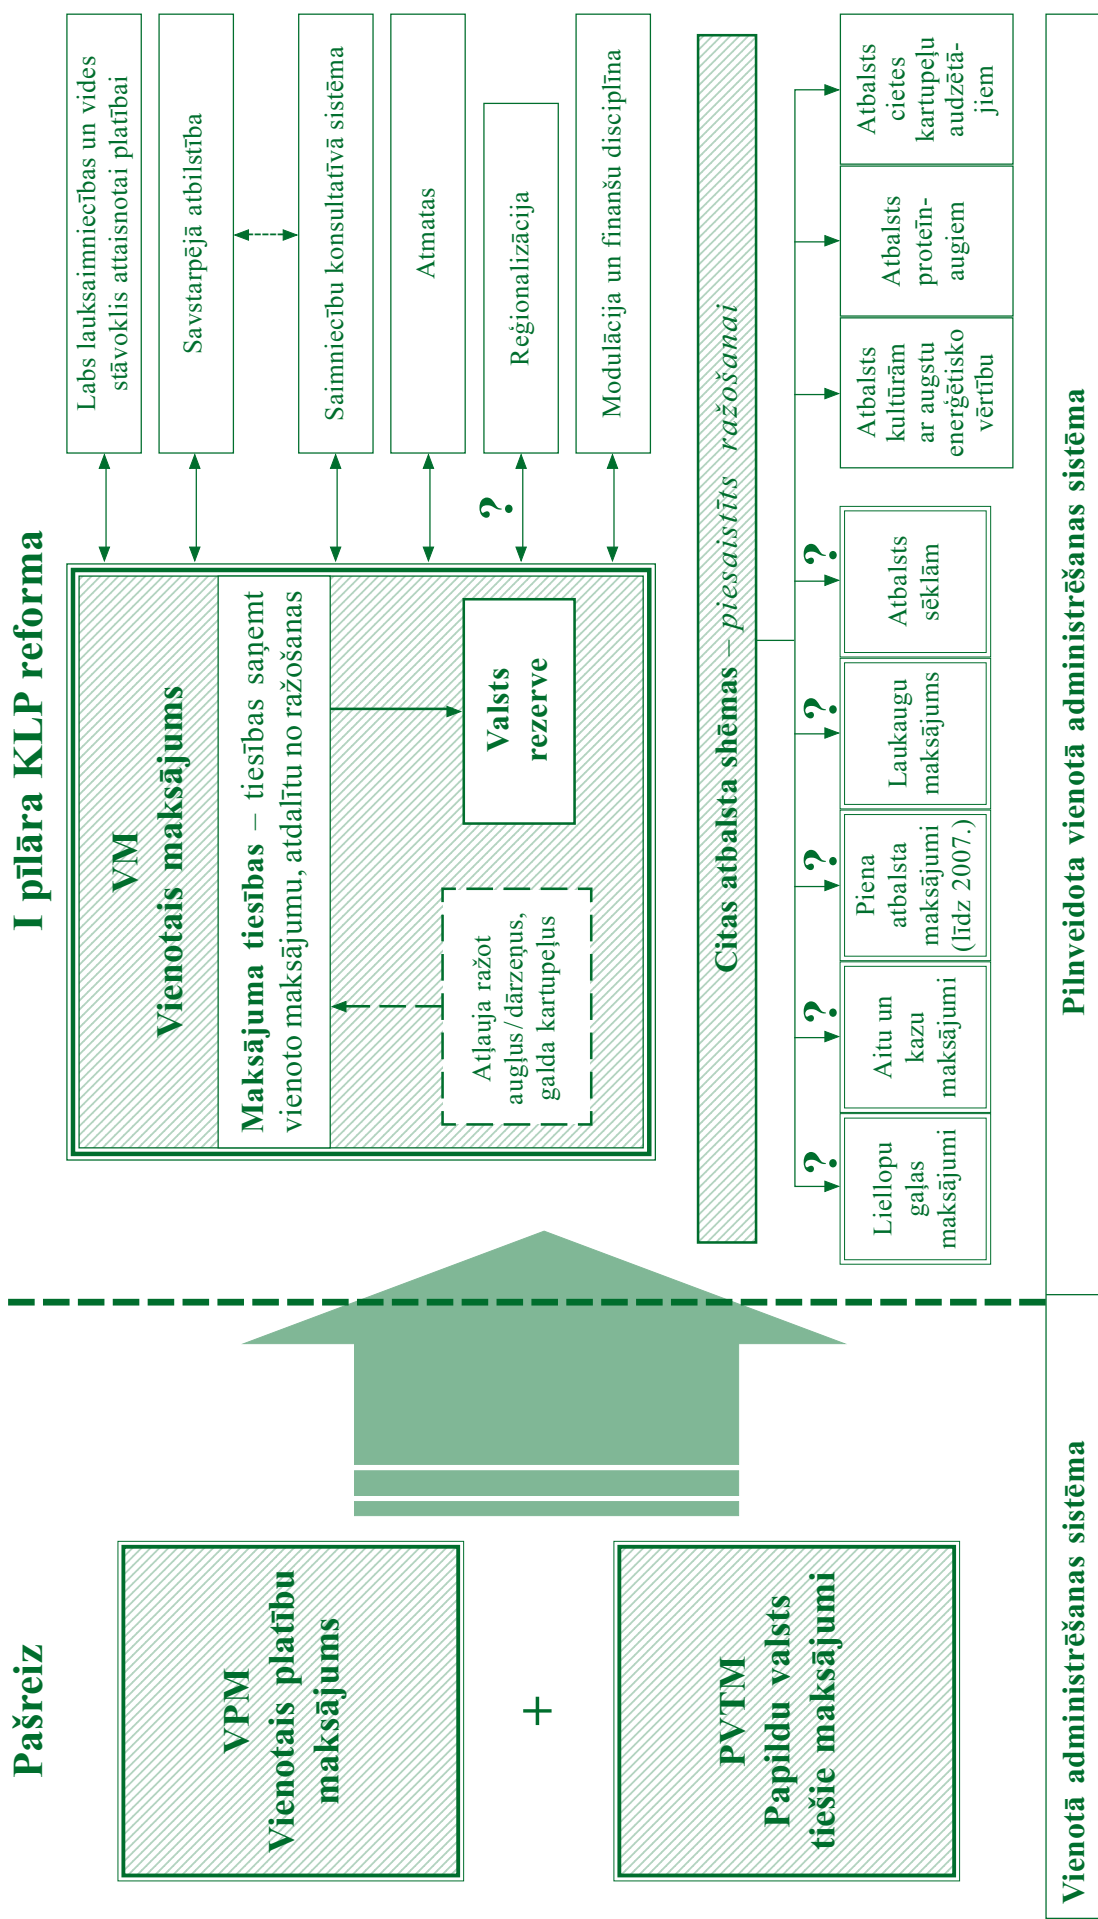 Pašreiz
I pīlāra KLP reforma
VPM
Vienotais platību
maksājums
+
PVTM
Papildu valsts
tiešie maksājumi
VM
Vienotais maksājums
Maksājuma tiesības – tiesības saņemt
vienoto maksājumu, atdalītu no ražošanas
Atļauja ražot
augļus / dārzeņus,
galda kartupeļus
Valsts
rezerve
Labs lauksaimniecības un vides
stāvoklis attaisnotai platībai
Savstarpējā atbilstība
Saimniecību konsultatīvā sistēma
Atmatas
?
Reģionalizācija
Modulācija un finanšu disciplīna
Citas atbalsta shēmas – piesaistīts ražošanai
?
Liellopu
gaļas
maksājumi
?
Aitu un
kazu
maksājumi
?
Piena
atbalsta
maksājumi
(līdz 2007.)
?
Laukaugu
maksājums
?
Atbalsts
sēklām
Atbalsts
kultūrām
ar augstu
enerģētisko
vērtību
Atbalsts
proteīn-
augiem
Atbalsts
cietes
kartupeļu
audzētā-
jiem
Vienotā administrēšanas sistēma
Pilnveidota vienotā administrēšanas sistēma